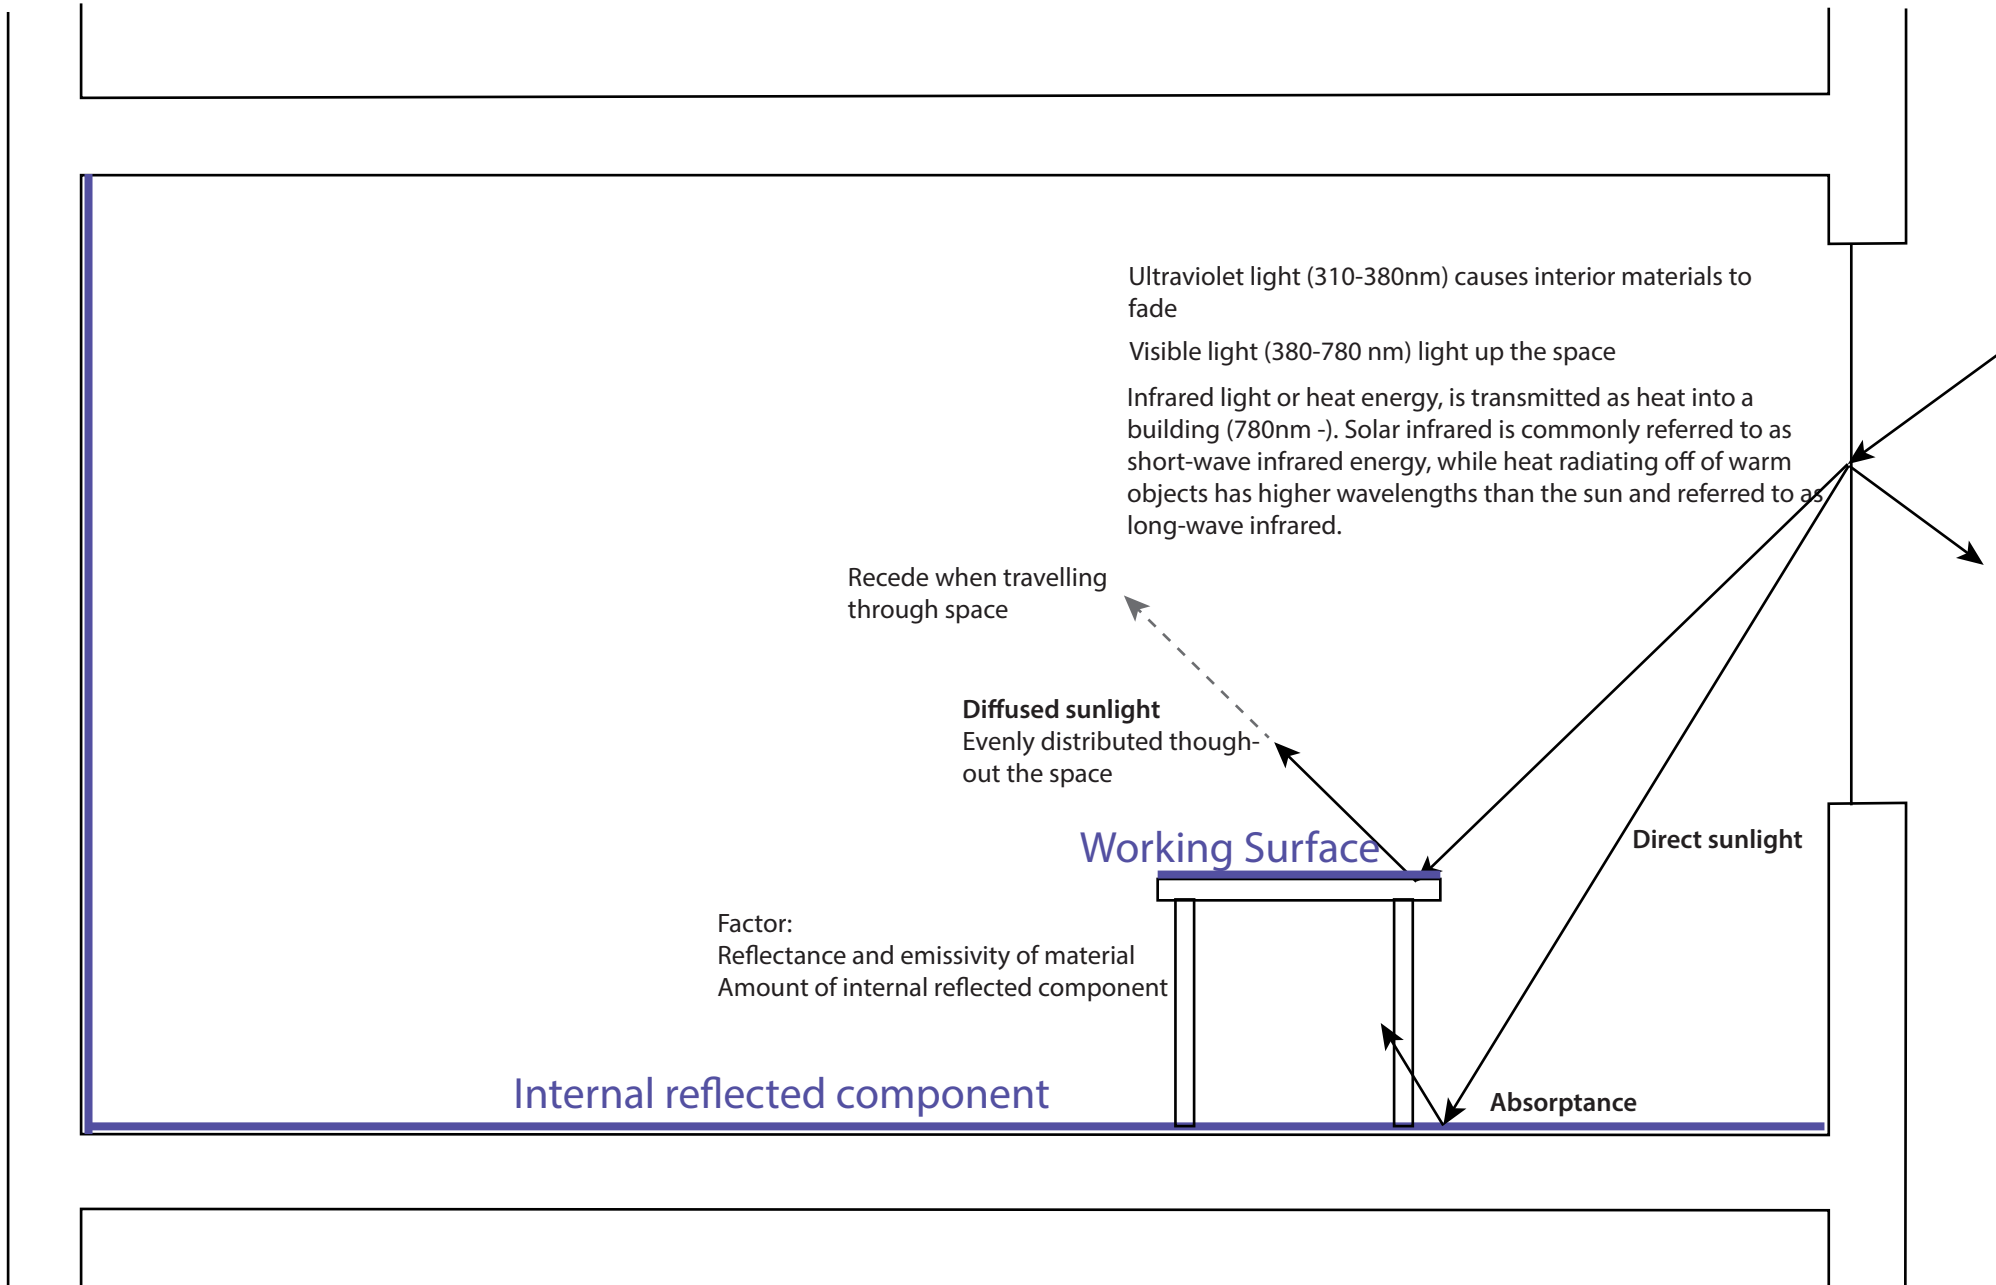 Ultraviolet light (310-380nm) causes interior materials to
fade
Visible light (380-780 nm) light up the space
Infrared light or heat energy, is transmitted as heat into a
building (780nm -). Solar infrared is commonly referred to as
short-wave infrared energy, while heat radiating off of warm
objects has higher wavelengths than the sun and referred to as
long-wave infrared.
Recede when travelling
through space
Diffused sunlight
Evenly distributed though-
out the space
Working Surface
Direct sunlight
Factor:
Reflectance and emissivity of material
Amount of internal reflected component
Internal reflected component
Absorptance